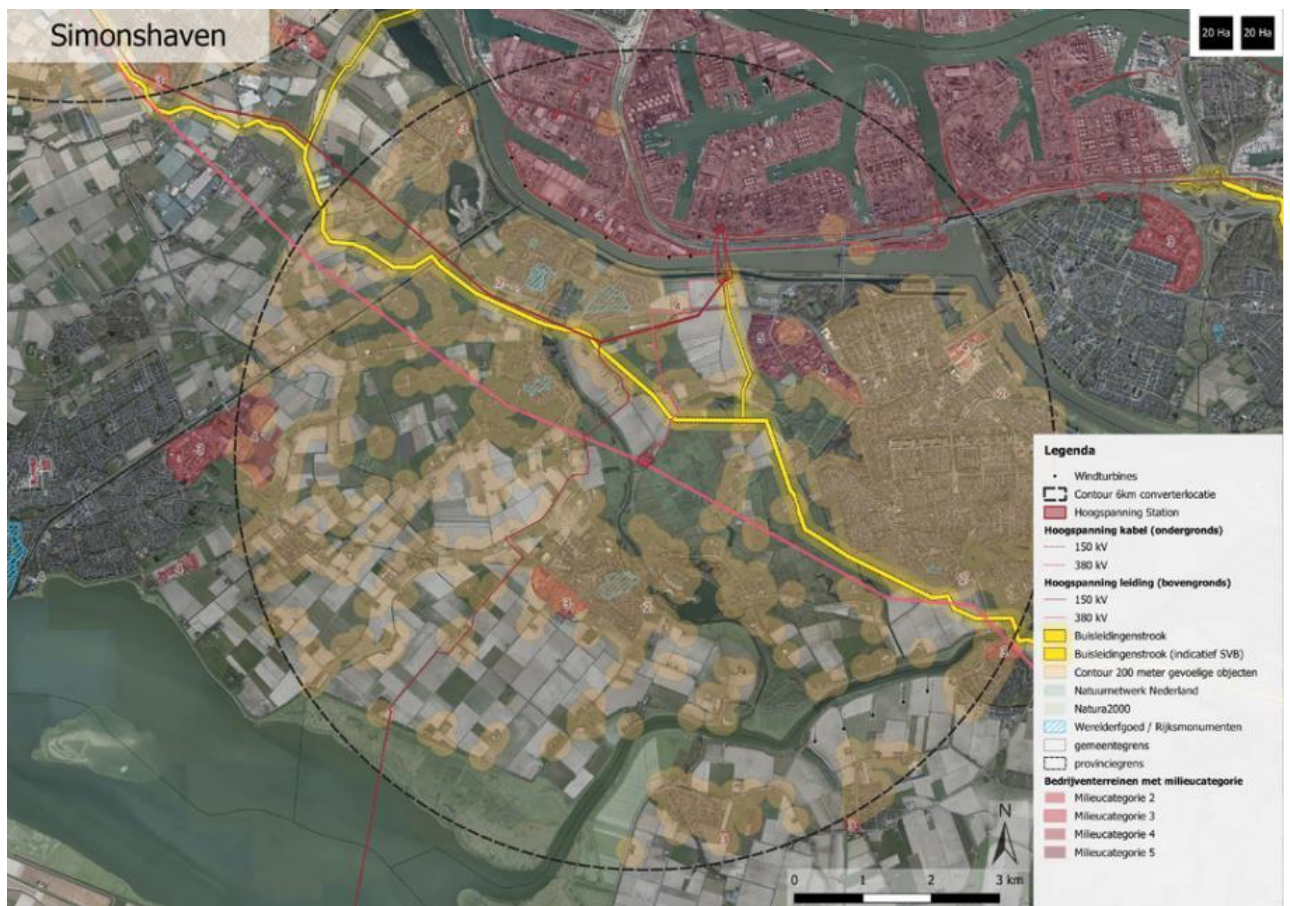 Simonshaven
20 Ha 20 Ha
Legenda
Windturbines
Contour 6km converterlocatie
Hoogspanning Station
Hoogspanning kabel (ondergronds)
150 kV
380 kV
Hoogspanning leiding (bovengronds)
150 kV
380 kV
Buisleidingenstrook
Buisleidingenstrook (indicatief SVB)
Contour 200 meter gevoelige objecten
Natuurnetwerk Nederland
Natura2000
Werelderfgoed / Rijksmonumenten
gemeentegrens
provinciegrens
Bedrijventerreinen met milieucategorie
Milieucategorie 2
Milieucategorie 3
Milieucategorie 4
Milieucategorie 5
N
0 1 2 3 km